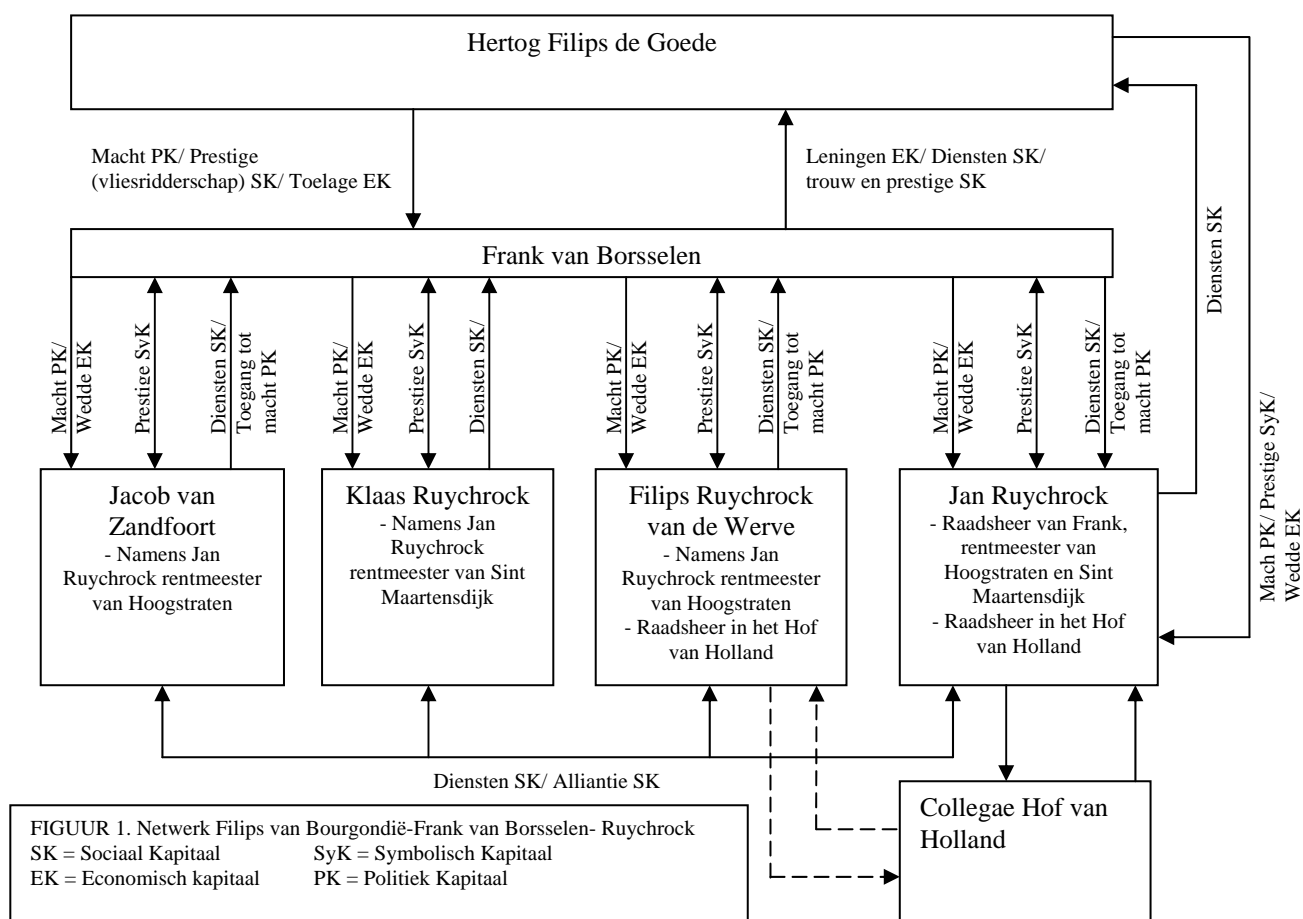 Hertog Filips de Goede
Macht PK/ Prestige
(vliesridderschap) SK/ Toelage EK
Leningen EK/ Diensten SK/
trouw en prestige SK
Diensten SK
Mach PK/ Prestige SyK/
Wedde EK
Frank van Borsselen
Macht PK/
Wedde EK
Prestige SyK
Diensten SK/
Toegang tot
macht PK
Macht PK/
Wedde EK
Prestige SyK
Diensten SK/
Macht PK/
Wedde EK
Prestige SyK
Diensten SK/
Toegang tot
macht PK
Macht PK/
Wedde EK
Prestige SyK
Diensten SK/
Toegang tot
macht PK
Jacob van
Zandfoort
- Namens Jan
Ruychrock rentmeester
van Hoogstraten
Klaas Ruychrock
- Namens Jan
Ruychrock
rentmeester van Sint
Maartensdijk
Filips Ruychrock
van de Werve
- Namens Jan
Ruychrock rentmeester
van Hoogstraten
- Raadsheer in het Hof
van Holland
Jan Ruychrock
- Raadsheer van Frank,
rentmeester van
Hoogstraten en Sint
Maartensdijk
- Raadsheer in het Hof
van Holland
Diensten SK/ Alliantie SK
Collegae Hof van
Holland
FIGUUR 1. Netwerk Filips van Bourgondië-Frank van Borsselen- Ruychrock
SK = Sociaal Kapitaal SyK = Symbolisch Kapitaal
EK = Economisch kapitaal PK = Politiek Kapitaal